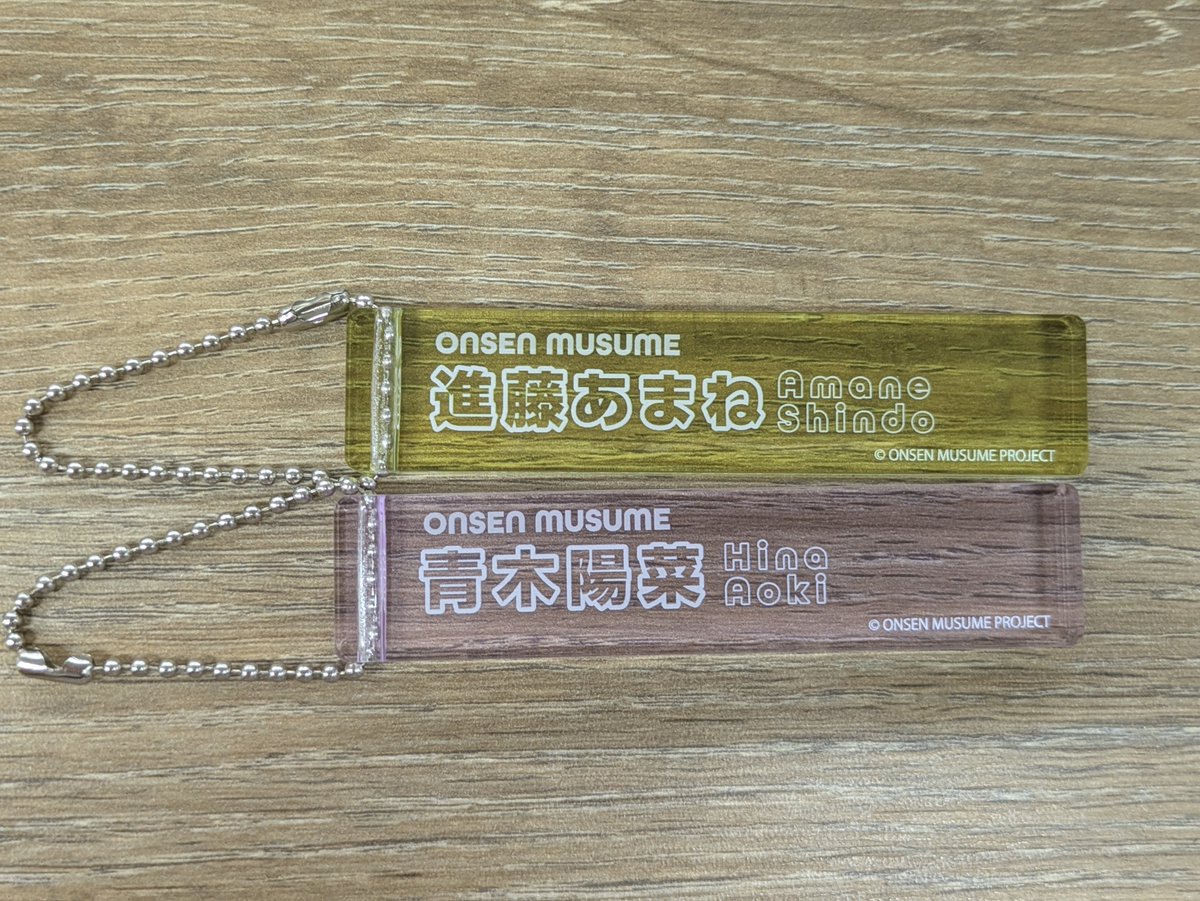 ONSEN MUSUME
進藤あまね
Amane
Shindo
© ONSEN MUSUME PROJECT
ONSEN MUSUME
青木陽菜
Hina
Aoki
© ONSEN MUSUME PROJECT